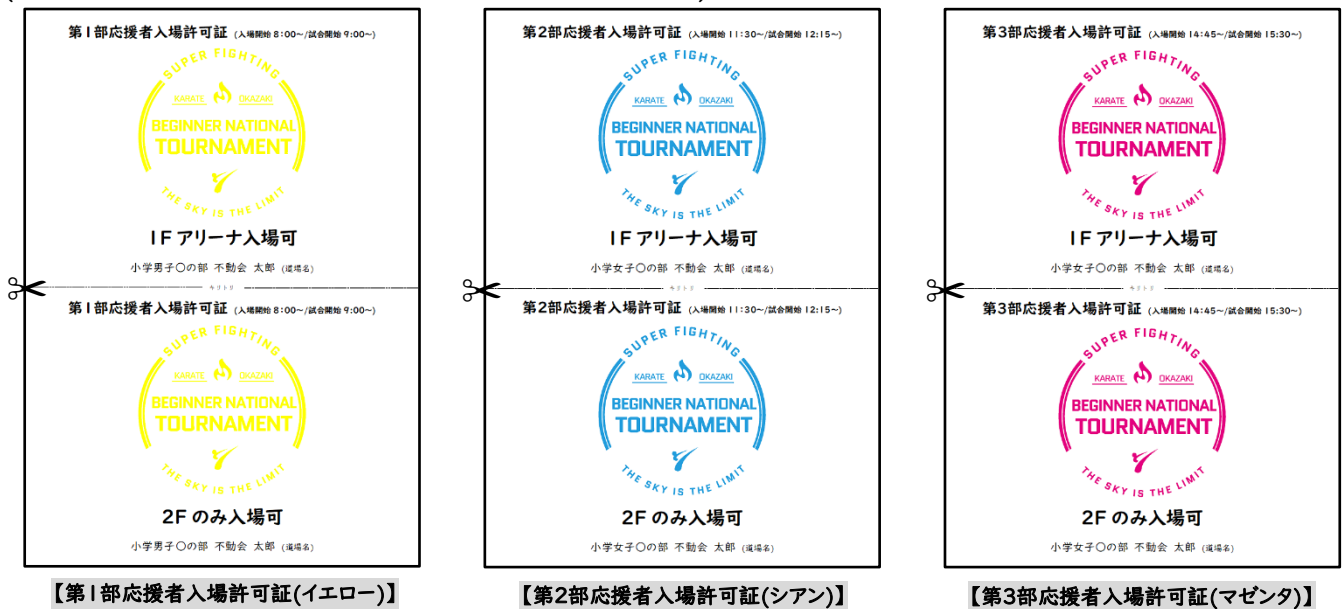 第1部応援者入場許可証 (入場開始 8:00~/試合開始 9:00~)
SUPER FIGHTING
KARATE OKAZAKI
BEGINNER NATIONAL
TOURNAMENT
THE SKY IS THE LIMIT
1F アリーナ入場可
小学男子〇の部 不動会 太郎 (道場名)
キリトリ
第1部応援者入場許可証 (入場開始 8:00~/試合開始 9:00~)
SUPER FIGHTING
KARATE OKAZAKI
BEGINNER NATIONAL
TOURNAMENT
THE SKY IS THE LIMIT
2F のみ入場可
小学男子〇の部 不動会 太郎 (道場名)
【第1部応援者入場許可証(イエロー)】
第2部応援者入場許可証 (入場開始 11:30~/試合開始 12:15~)
SUPER FIGHTING
KARATE OKAZAKI
BEGINNER NATIONAL
TOURNAMENT
THE SKY IS THE LIMIT
1F アリーナ入場可
小学女子〇の部 不動会 太郎 (道場名)
キリトリ
第2部応援者入場許可証 (入場開始 11:30~/試合開始 12:15~)
SUPER FIGHTING
KARATE OKAZAKI
BEGINNER NATIONAL
TOURNAMENT
THE SKY IS THE LIMIT
2F のみ入場可
小学女子〇の部 不動会 太郎 (道場名)
【第2部応援者入場許可証(シアン)】
第3部応援者入場許可証 (入場開始 14:45~/試合開始 15:30~)
SUPER FIGHTING
KARATE OKAZAKI
BEGINNER NATIONAL
TOURNAMENT
THE SKY IS THE LIMIT
1F アリーナ入場可
小学女子〇の部 不動会 太郎 (道場名)
キリトリ
第3部応援者入場許可証 (入場開始 14:45~/試合開始 15:30~)
SUPER FIGHTING
KARATE OKAZAKI
BEGINNER NATIONAL
TOURNAMENT
THE SKY IS THE LIMIT
2F のみ入場可
小学女子〇の部 不動会 太郎 (道場名)
【第3部応援者入場許可証(マゼンタ)】